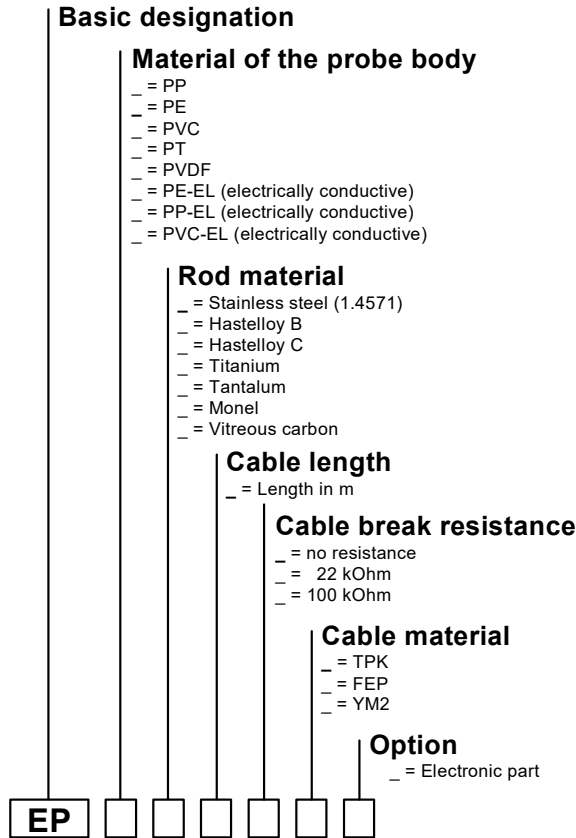 Basic designation
Material of the probe body
_ = PP
_ = PE
_ = PVC
_ = PT
_ = PVDF
_ = PE-EL (electrically conductive)
_ = PP-EL (electrically conductive)
_ = PVC-EL (electrically conductive)
Rod material
_ = Stainless steel (1.4571)
_ = Hastelloy B
_ = Hastelloy C
_ = Titanium
_ = Tantalum
_ = Monel
_ = Vitreous carbon
Cable length
_ = Length in m
Cable break resistance
_ = no resistance
_ = 22 kOhm
_ = 100 kOhm
Cable material
_ = TPK
_ = FEP
_ = YM2
Option
_ = Electronic part
EP